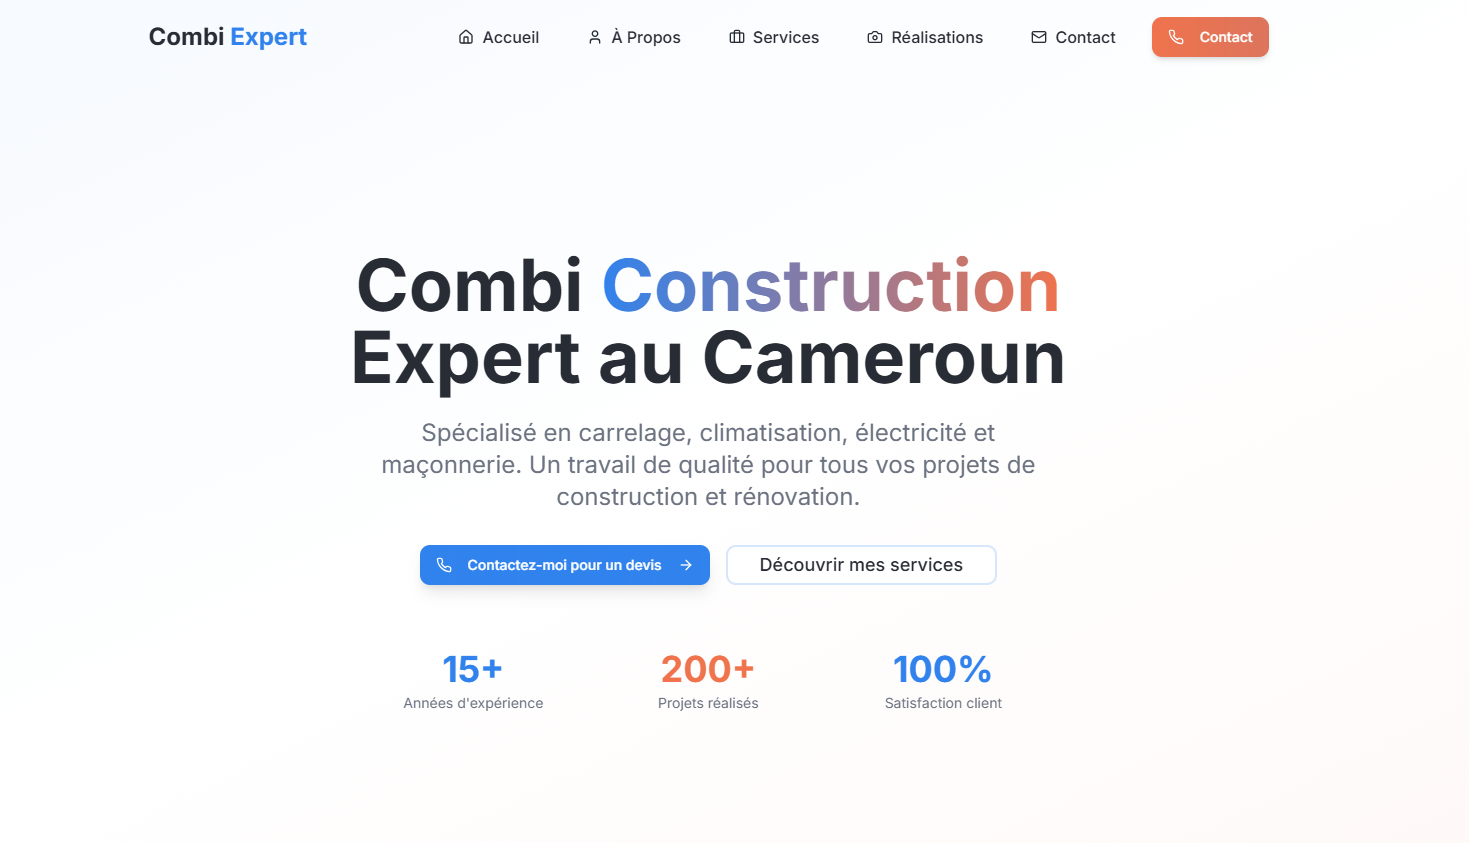 Combi Expert
Accueil
À Propos
Services
Réalisations
Contact
Contact
Combi Construction
Expert au Cameroun
Spécialisé en carrelage, climatisation, électricité et
maçonnerie. Un travail de qualité pour tous vos projets de
construction et rénovation.
Contactez-moi pour un devis
Découvrir mes services
15+
Années d'expérience
200+
Projets réalisés
100%
Satisfaction client